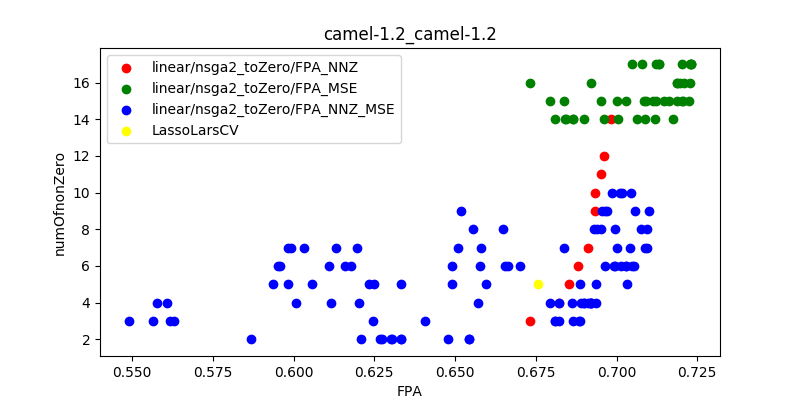 camel-1.2_camel-1.2
linear/nsga2_toZero/FPA_NNZ
linear/nsga2_toZero/FPA_MSE
linear/nsga2_toZero/FPA_NNZ_MSE
LassoLarsCV
numOfnonZero
16
14
12
10
8
6
4
2
0.550 0.575 0.600 0.625 0.650 0.675 0.700 0.725
FPA